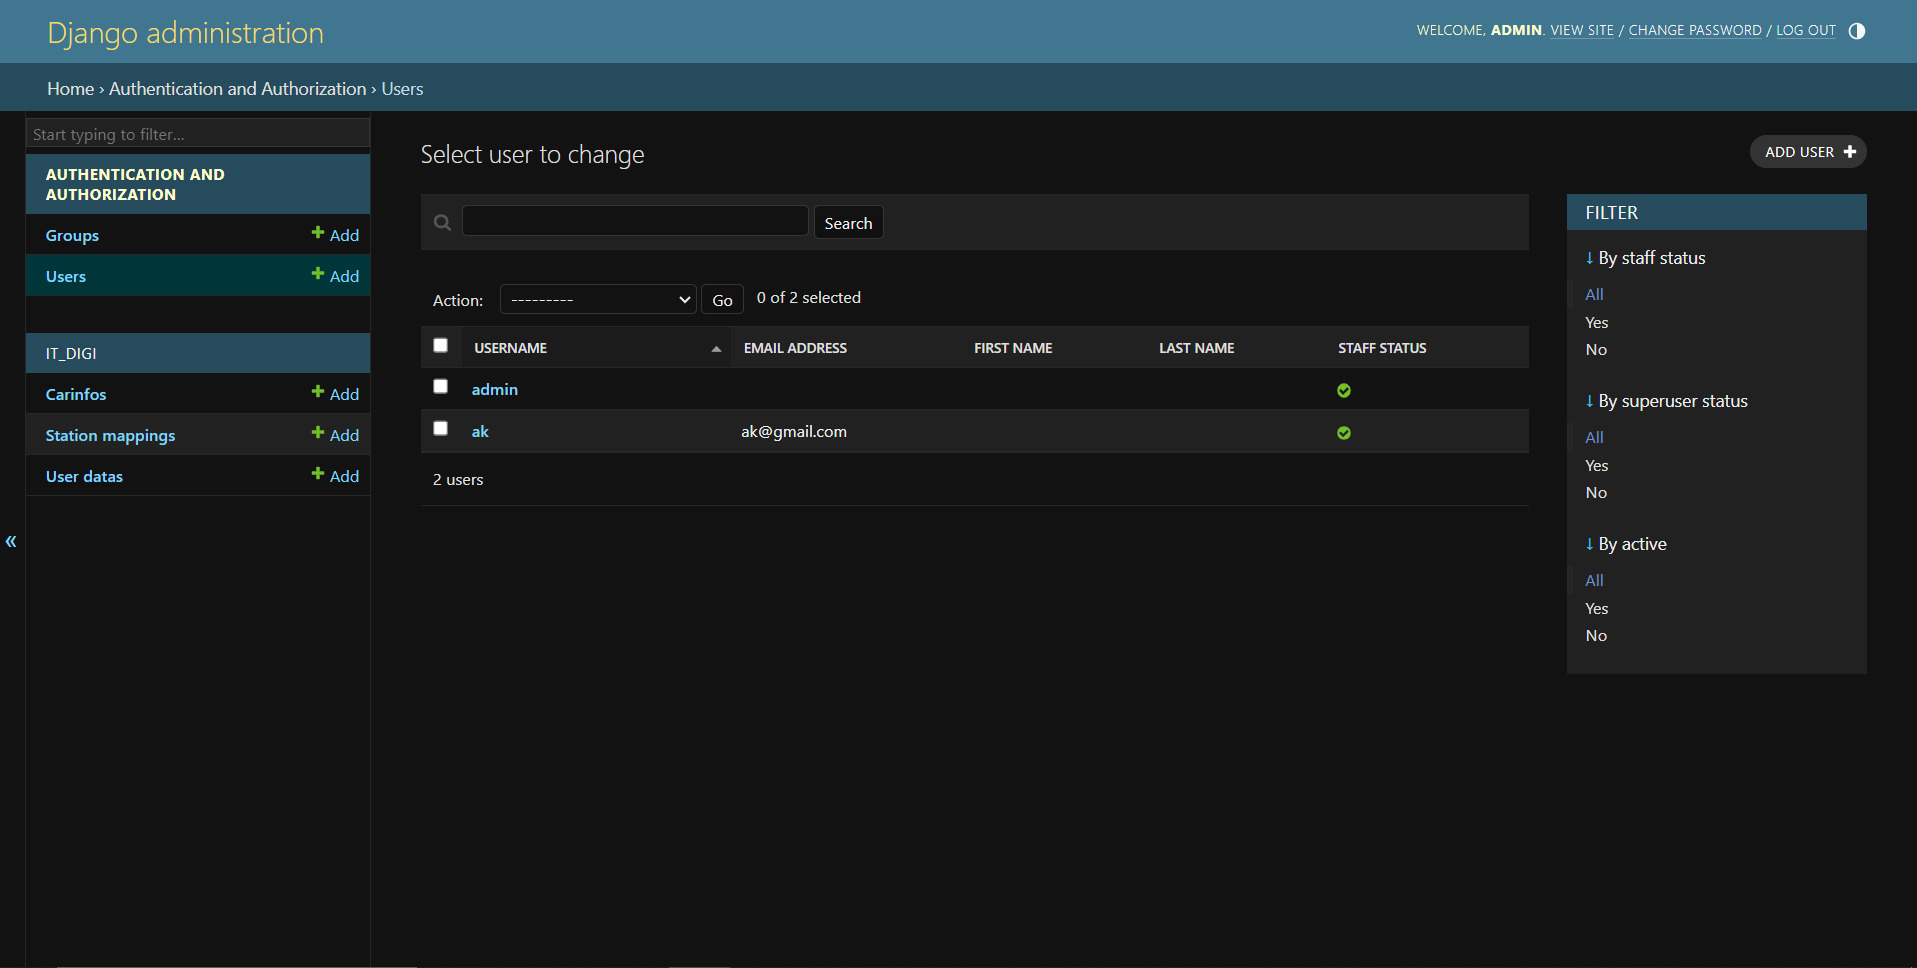 Django administration
WELCOME, ADMIN. VIEW SITE / CHANGE PASSWORD / LOG OUT
Home › Authentication and Authorization › Users
Start typing to filter...
AUTHENTICATION AND
AUTHORIZATION
Groups Add
Users Add
IT_DIGI
Carinfos Add
Station mappings Add
User datas Add
«
Select user to change
ADD USER
Search
Action: --------- Go 0 of 2 selected
USERNAME EMAIL ADDRESS FIRST NAME LAST NAME STAFF STATUS
admin
ak ak@gmail.com
2 users
FILTER
↓ By staff status
All
Yes
No
↓ By superuser status
All
Yes
No
↓ By active
All
Yes
No